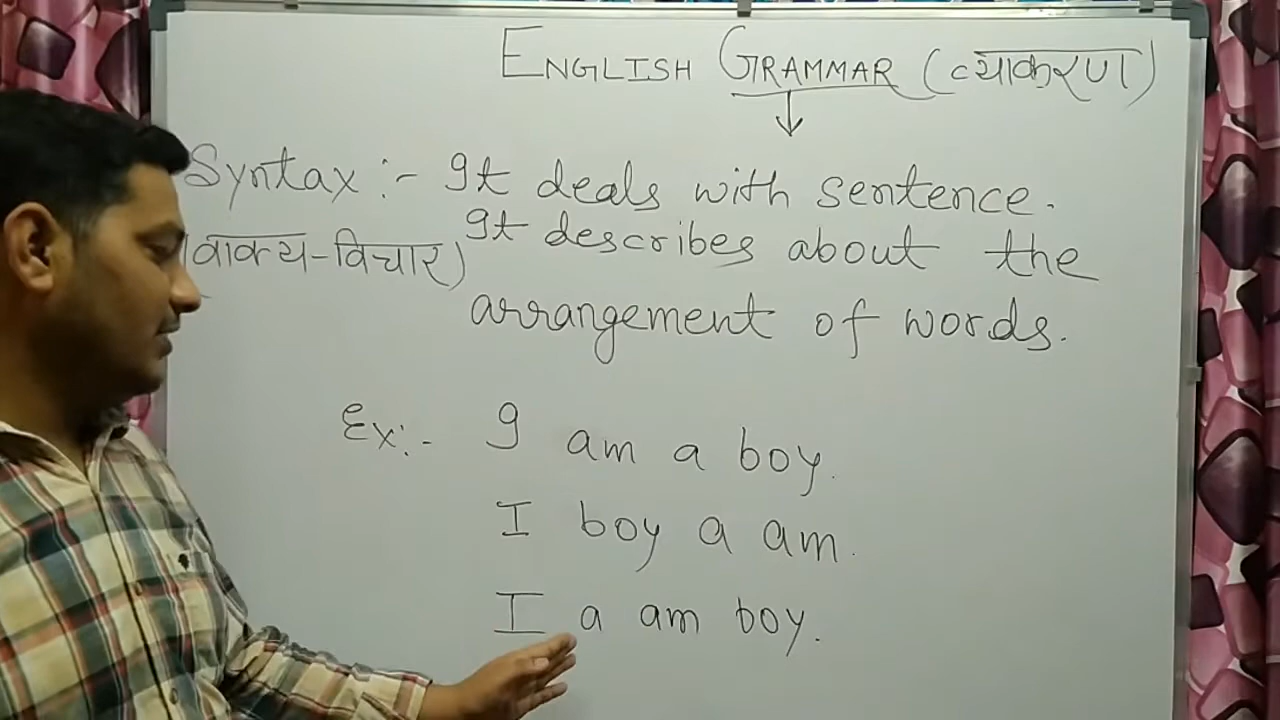 ENGLISH GRAMMAR (व्याकरण)
Syntax :- It deals with sentence.
(वाक्य-विचार) It describes about the
arrangement of words.
Ex:- I am a boy.
I boy a am.
I a am boy.